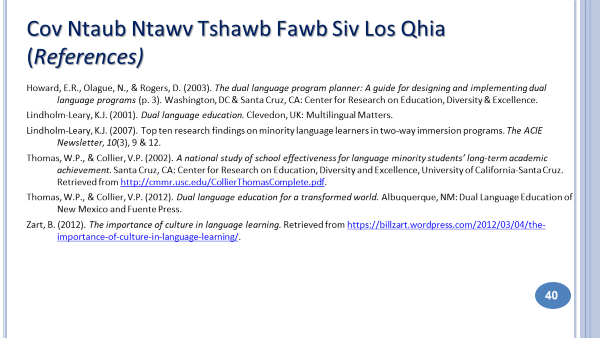 Cov Ntaub Ntawv Tshawb Fawb Siv Los Qhia
(References)
Howard, E.R., Olague, N., & Rogers, D. (2003). The dual language program planner: A guide for designing and implementing dual
language programs (p. 3). Washington, DC & Santa Cruz, CA: Center for Research on Education, Diversity & Excellence.
Lindholm-Leary, K.J. (2001). Dual language education. Clevedon, UK: Multilingual Matters.
Lindholm-Leary, K.J. (2007). Top ten research findings on minority language learners in two-way immersion programs. The ACIE
Newsletter, 10(3), 9 & 12.
Thomas, W.P., & Collier, V.P. (2002). A national study of school effectiveness for language minority students' long-term academic
achievement. Santa Cruz, CA: Center for Research on Education, Diversity and Excellence, University of California-Santa Cruz.
Retrieved from http://cmmr.usc.edu/CollierThomasComplete.pdf.
Thomas, W.P., & Collier, V.P. (2012). Dual language education for a transformed world. Albuquerque, NM: Dual Language Education of
New Mexico and Fuente Press.
Zart, B. (2012). The importance of culture in language learning. Retrieved from https://billzart.wordpress.com/2012/03/04/the-
importance-of-culture-in-language-learning/.
40